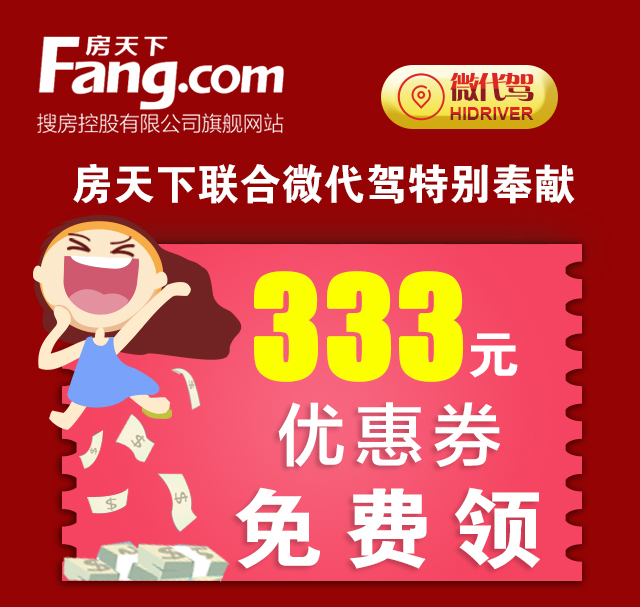 房天下
Fang.com
搜房控股有限公司旗舰网站
微代驾
HIDRIVER
房天下联合微代驾特别奉献
333元
优惠券
免费领